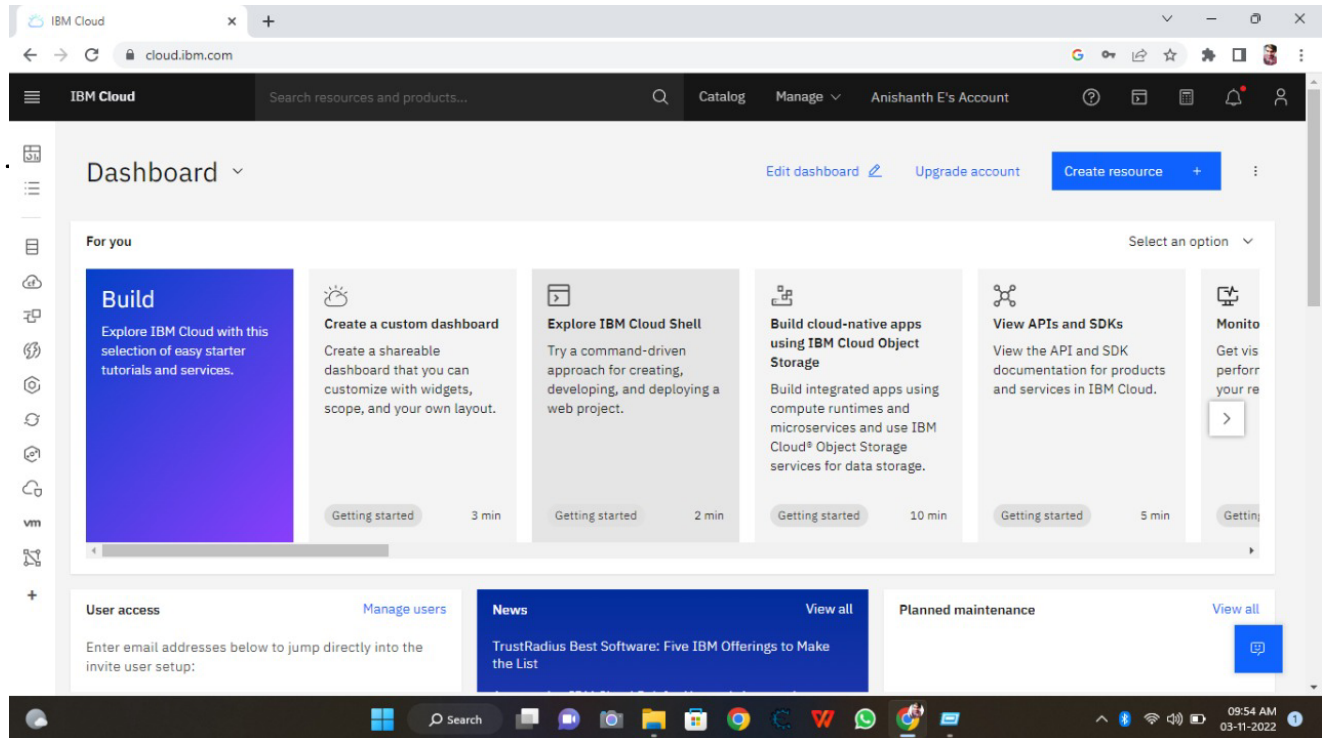 IBM Cloud
cloud.ibm.com
IBM Cloud Search resources and products... Catalog Manage Anishanth E's Account
Dashboard Edit dashboard Upgrade account Create resource +
For you Select an option
Build
Explore IBM Cloud with this
selection of easy starter
tutorials and services.
Create a custom dashboard
Create a shareable
dashboard that you can
customize with widgets,
scope, and your own layout.
Getting started 3 min
Explore IBM Cloud Shell
Try a command-driven
approach for creating,
developing, and deploying a
web project.
Getting started 2 min
Build cloud-native apps
using IBM Cloud Object
Storage
Build integrated apps using
compute runtimes and
microservices and use IBM
Cloud® Object Storage
services for data storage.
Getting started 10 min
View APIs and SDKs
View the API and SDK
documentation for products
and services in IBM Cloud.
Getting started 5 min
Monito
Get vis
perforr
your re
Getting
vm
User access Manage users
Enter email addresses below to jump directly into the
invite user setup:
News View all
TrustRadius Best Software: Five IBM Offerings to Make
the List
Planned maintenance View all
Search
09:54 AM
03-11-2022
1